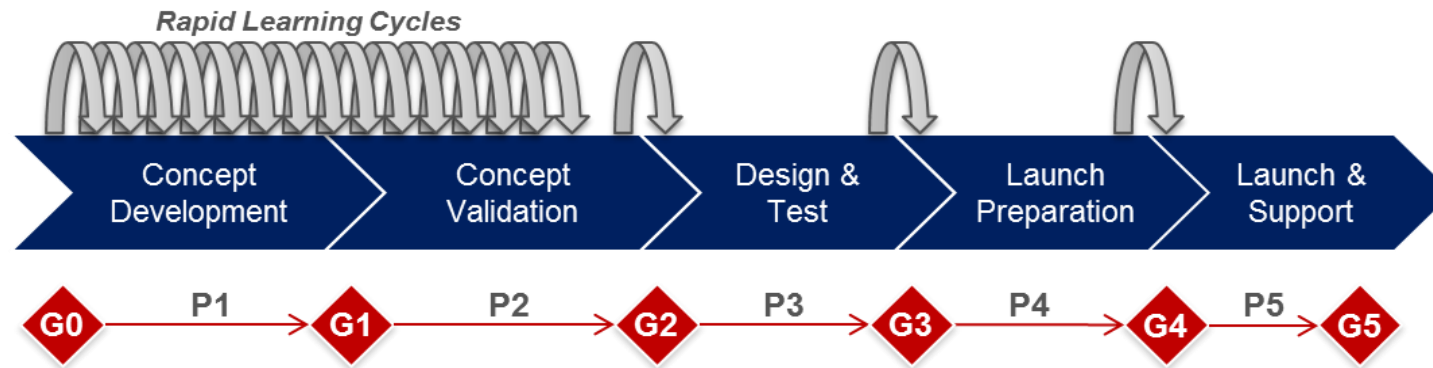 Rapid Learning Cycles
Concept
Development
Concept
Validation
Design &
Test
Launch
Preparation
Launch &
Support
G0
P1
G1
P2
G2
P3
G3
P4
G4
P5
G5